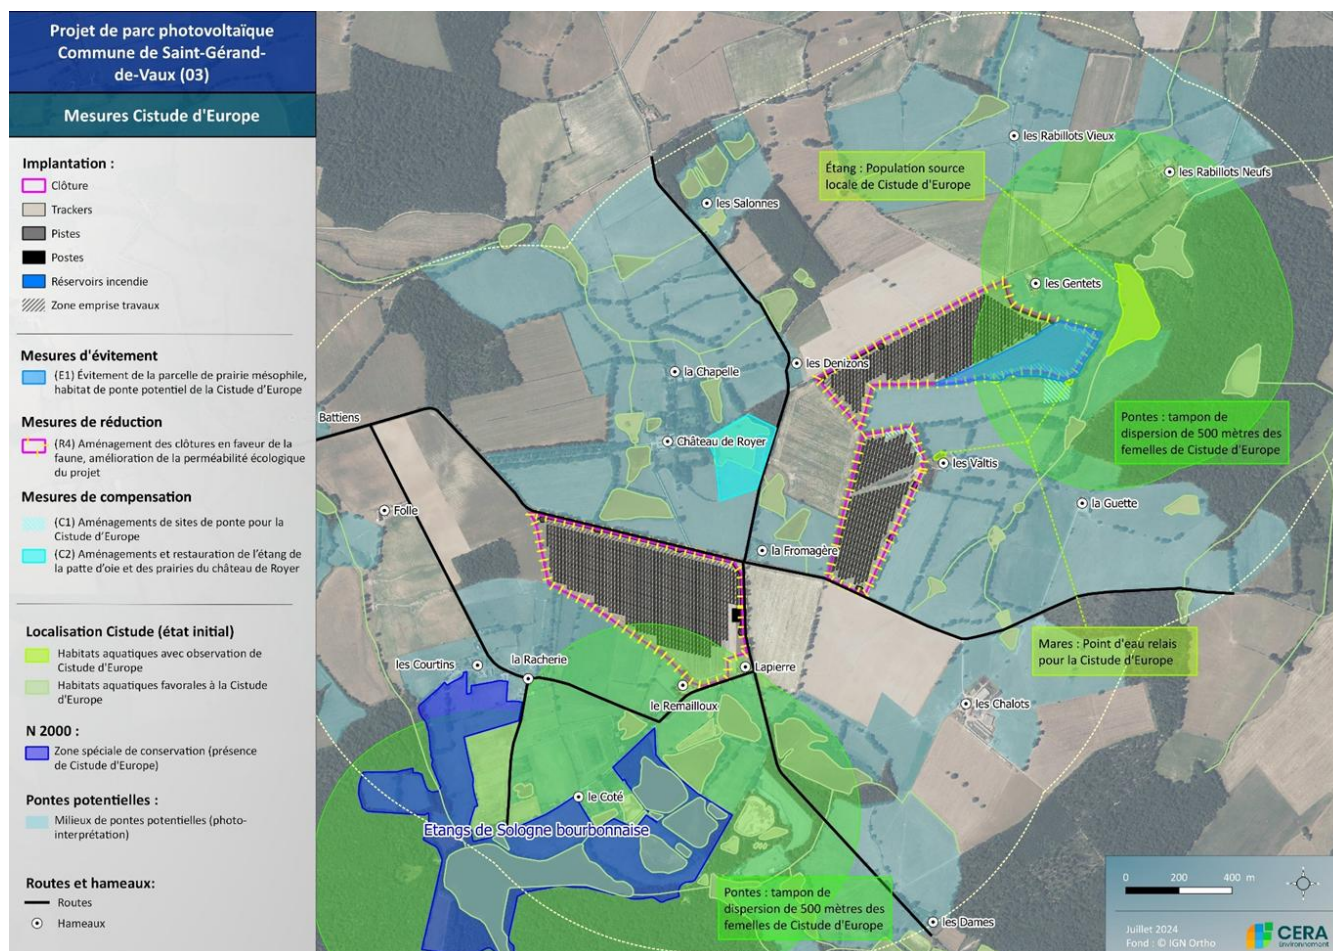 Projet de parc photovoltaïque
Commune de Saint-Gérand-
de-Vaux (03)
Mesures Cistude d'Europe
Implantation :
Clôture
Trackers
Pistes
Postes
Réservoirs incendie
Zone emprise travaux
Mesures d'évitement
(E1) Évitement de la parcelle de prairie mésophile,
habitat de ponte potentiel de la Cistude d'Europe
Mesures de réduction
(R4) Aménagement des clôtures en faveur de la
faune, amélioration de la perméabilité écologique
du projet
Mesures de compensation
(C1) Aménagements de sites de ponte pour la
Cistude d'Europe
(C2) Aménagements et restauration de l'étang de
la patte d'oie et des prairies du château de Royer
Localisation Cistude (état initial)
Habitats aquatiques avec observation de
Cistude d'Europe
Habitats aquatiques favorales à la Cistude
d'Europe
N 2000 :
Zone spéciale de conservation (présence
de Cistude d'Europe)
Pontes potentielles :
Milieux de pontes potentielles (photo-
interprétation)
Routes et hameaux:
Routes
Hameaux
les Rabillots Vieux
Étang : Population source
locale de Cistude d'Europe
les Rabillots Neufs
les Salonnes
les Gentets
les Denizons
la Chapelle
Battiens
Pontes : tampon de
dispersion de 500 mètres des
femelles de Cistude d'Europe
Château de Royer
les Valtis
la Guette
Folle
la Fromagère
Mares : Point d'eau relais
pour la Cistude d'Europe
les Courtins
la Racherie
Lapierre
le Remailloux
les Chalots
le Coté
Etangs de Sologne bourbonnaise
Pontes : tampon de
dispersion de 500 mètres des
femelles de Cistude d'Europe
les Dames
0 200 400 m
Juillet 2024
Fond : © IGN Ortho
CERA
environnement